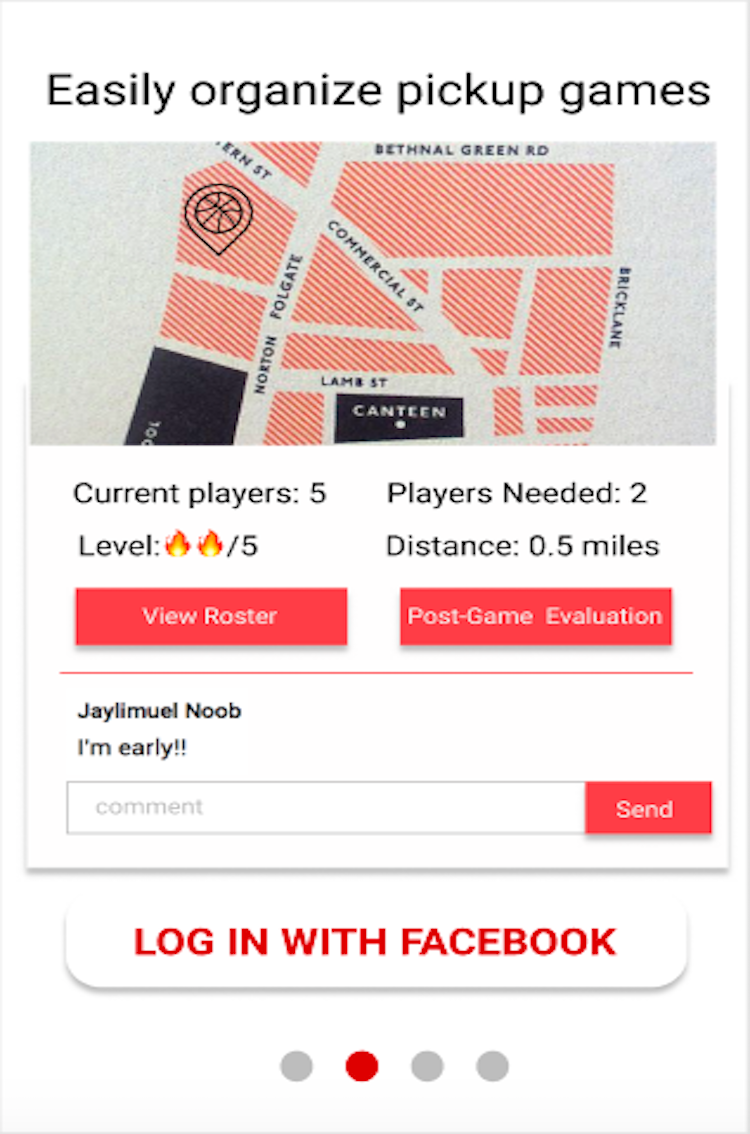 Easily organize pickup games
ERN ST
BETHNAL GREEN RD
COMMERCIAL ST
NORTON FOLGATE
BRICKLANE
LAMB ST
CANTEEN
OOL
Current players: 5
Players Needed: 2
Level:🔥🔥/5
Distance: 0.5 miles
View Roster
Post-Game  Evaluation
Jaylimuel Noob
I'm early!!
comment
Send
LOG IN WITH FACEBOOK